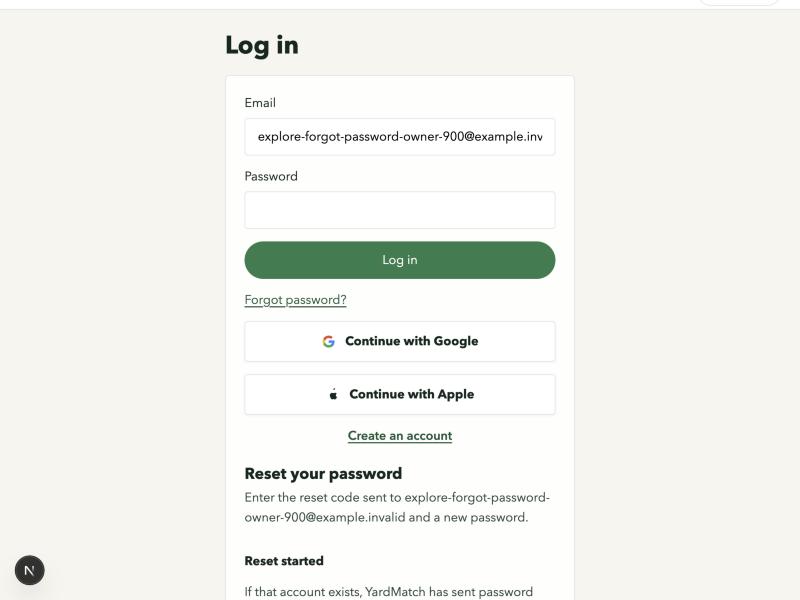 Log in
Email
explore-forgot-password-owner-900@example.inv
Password
Log in
Forgot password?
Continue with Google
Continue with Apple
Create an account
Reset your password
Enter the reset code sent to explore-forgot-password-
owner-900@example.invalid and a new password.
Reset started
If that account exists, YardMatch has sent password
N